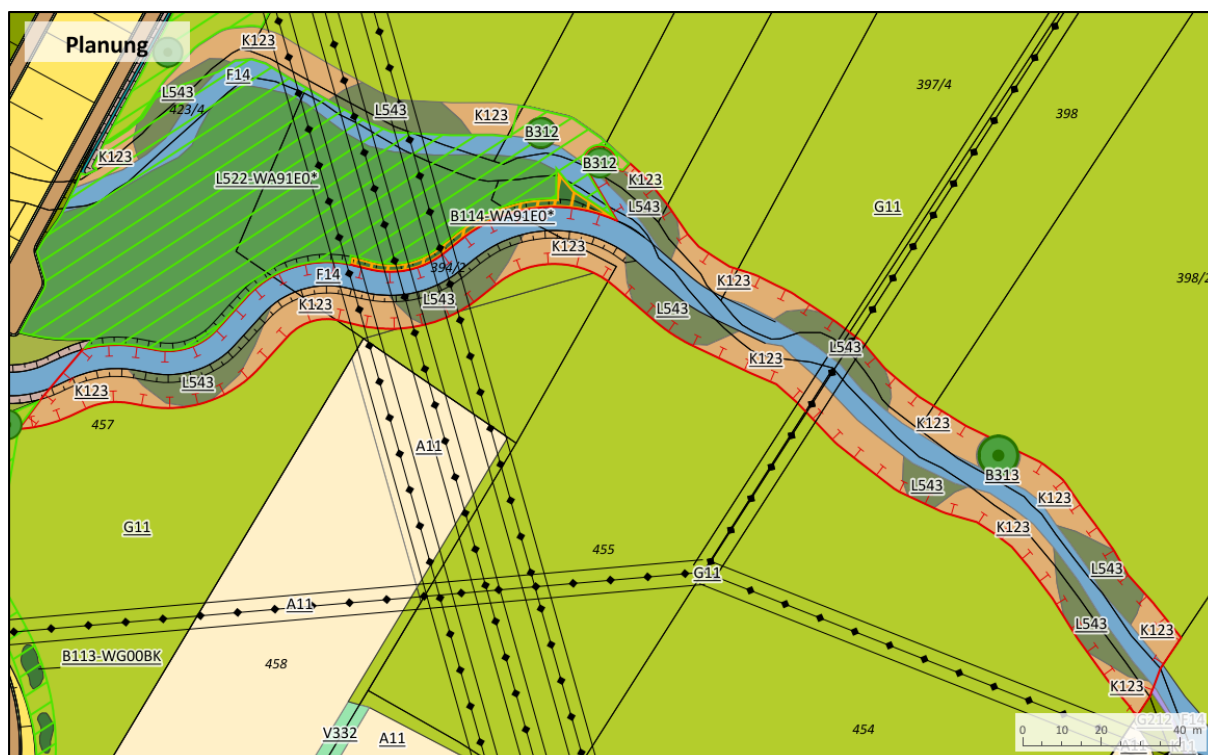 Planung
K123
F14
L543
423/4
L543
K123
B312
397/4
398
K123
B312
K123
L522-WA91E0*
L543
G11
B114-WA91E0*
K123
394/2
F14
K123
398/2
K123
L543
L543
L543
K123
L543
K123
457
K123
A11
B313
L543
K123
K123
G11
455
G11
L543
A11
L543
K123
B113-WG00BK
458
K123
V332
A11
454
G212 F14
A11
0 10 20 40 m